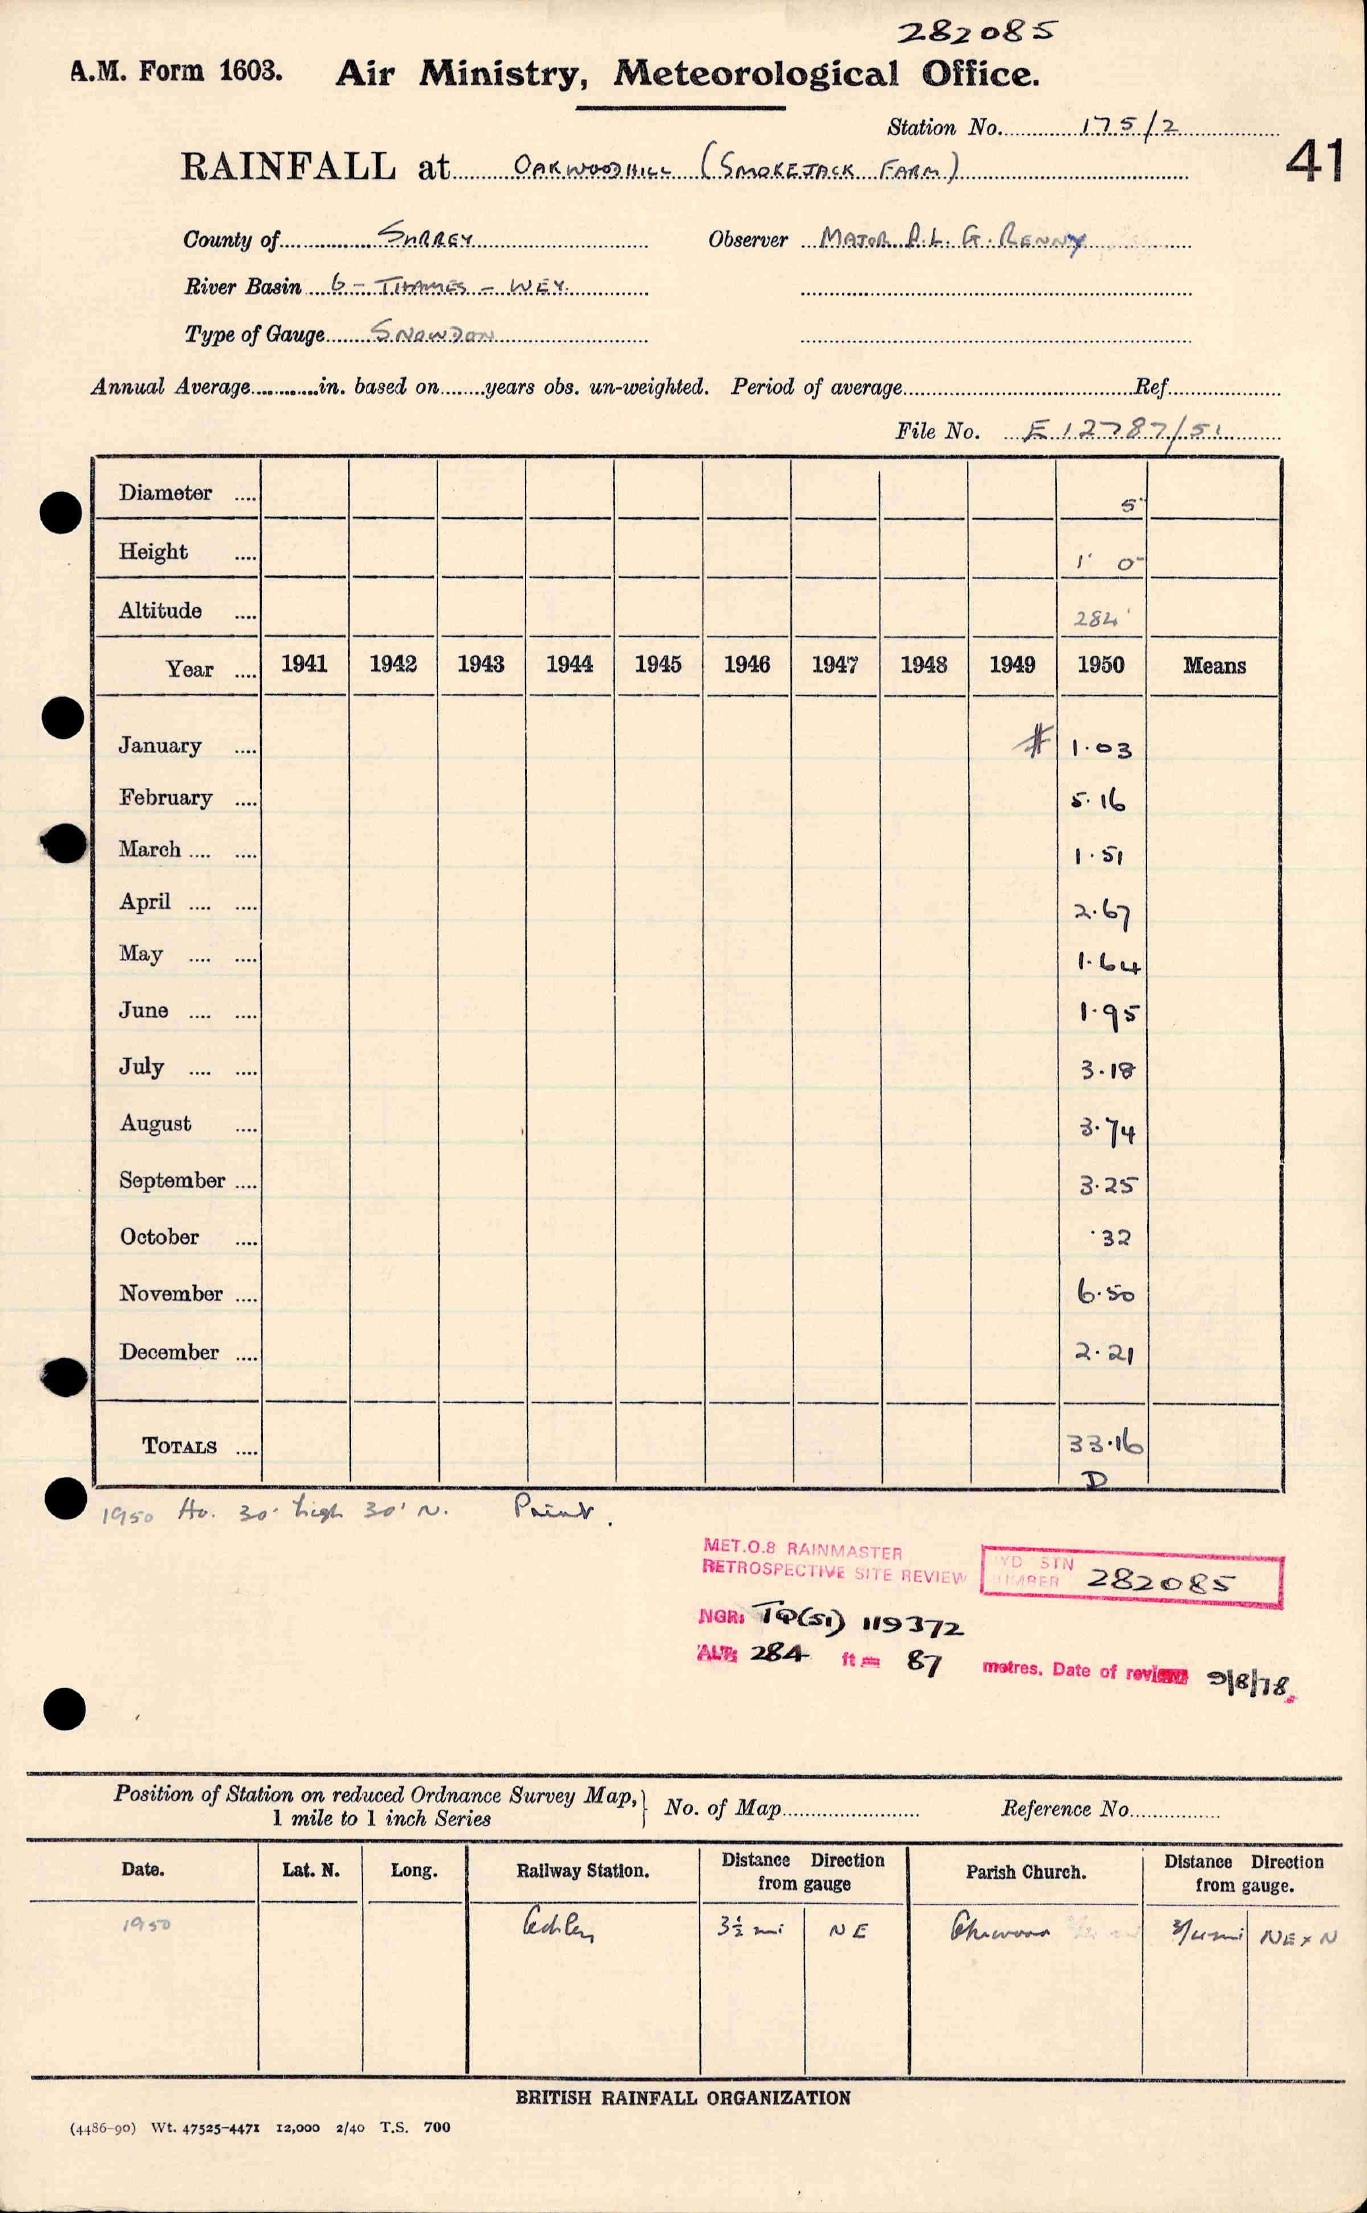 282085
A.M. Form 1603. Air Ministry, Meteorological Office.
Station No. 175/2
RAINFALL at OAKWOODHILL (SMOKEJACK FARM)
41
County of SURREY Observer MAJOR P.L.G. RENNY
River Basin 6 - THAMES - WEY.
Type of Gauge SNOWDON
Annual Average in. based on years obs. un-weighted. Period of average Ref.
File No. E 12787/51
Diameter .... 5"
Height .... 1' 0"
Altitude .... 284'
Year .... 1941 1942 1943 1944 1945 1946 1947 1948 1949 1950 Means
January .... # 1.03
February .... 5.16
March .... .... 1.51
April .... .... 2.67
May .... .... 1.64
June .... .... 1.95
July .... .... 3.18
August .... 3.74
September .... 3.25
October .... .32
November .... 6.50
December .... 2.21
TOTALS .... 33.16
D
1950 Ho. 30' high 30' N. Print.
MET.O.8 RAINMASTER
RETROSPECTIVE SITE REVIEW
YD STN
UMBER 282085
NGR: TQ(51) 119372
ALT: 284 ft = 87 metres. Date of review 9/8/78.
Position of Station on reduced Ordnance Survey Map,
1 mile to 1 inch Series
No. of Map Reference No.
Date. Lat. N. Long. Railway Station. Distance Direction from gauge Parish Church. Distance Direction from gauge.
1950 3½ mi NE 3/4 mi NE x N
BRITISH RAINFALL ORGANIZATION
(4486-90) Wt. 47525-4471 12,000 2/40 T.S. 700